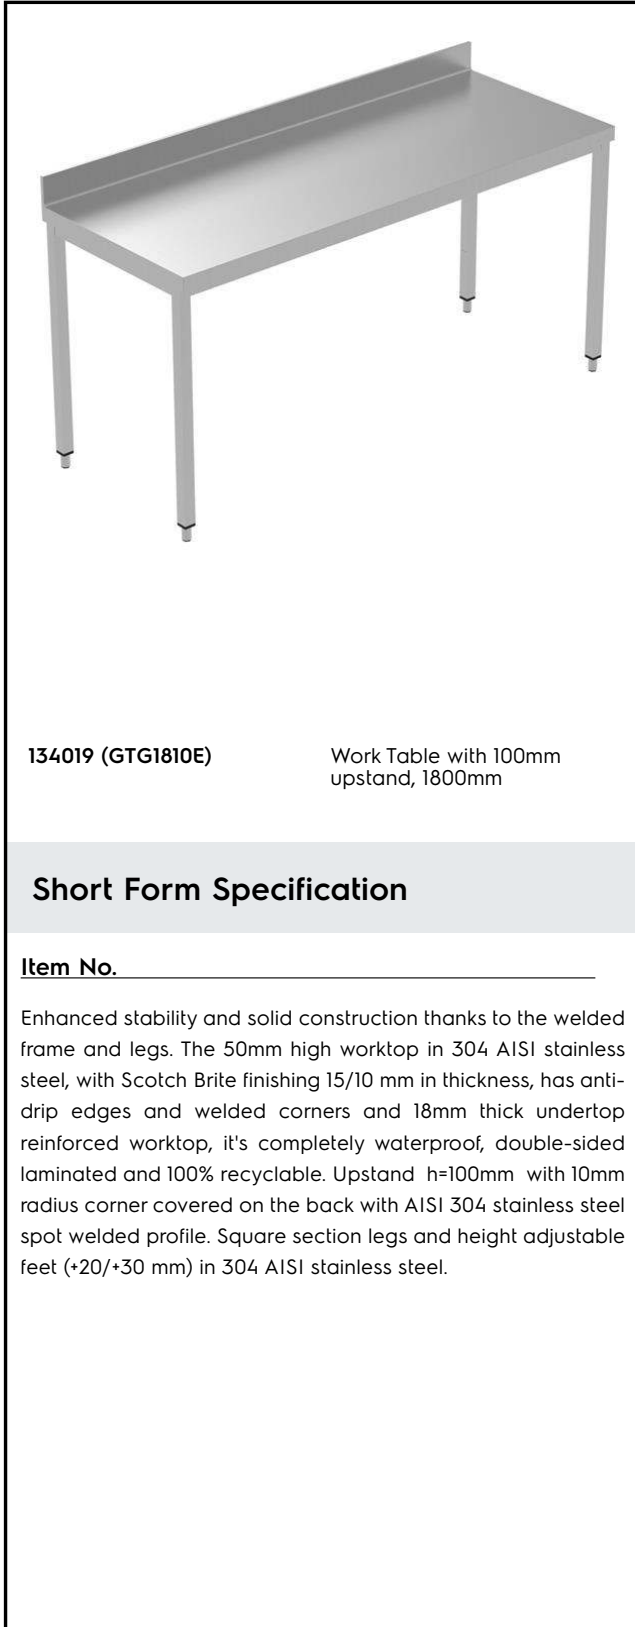 134019 (GTG1810E)
Work Table with 100mm
upstand, 1800mm
Short Form Specification
Item No.
Enhanced stability and solid construction thanks to the welded
frame and legs. The 50mm high worktop in 304 AISI stainless
steel, with Scotch Brite finishing 15/10 mm in thickness, has anti-
drip edges and welded corners and 18mm thick undertop
reinforced worktop, it's completely waterproof, double-sided
laminated and 100% recyclable. Upstand h=100mm with 10mm
radius corner covered on the back with AISI 304 stainless steel
spot welded profile. Square section legs and height adjustable
feet (+20/+30 mm) in 304 AISI stainless steel.